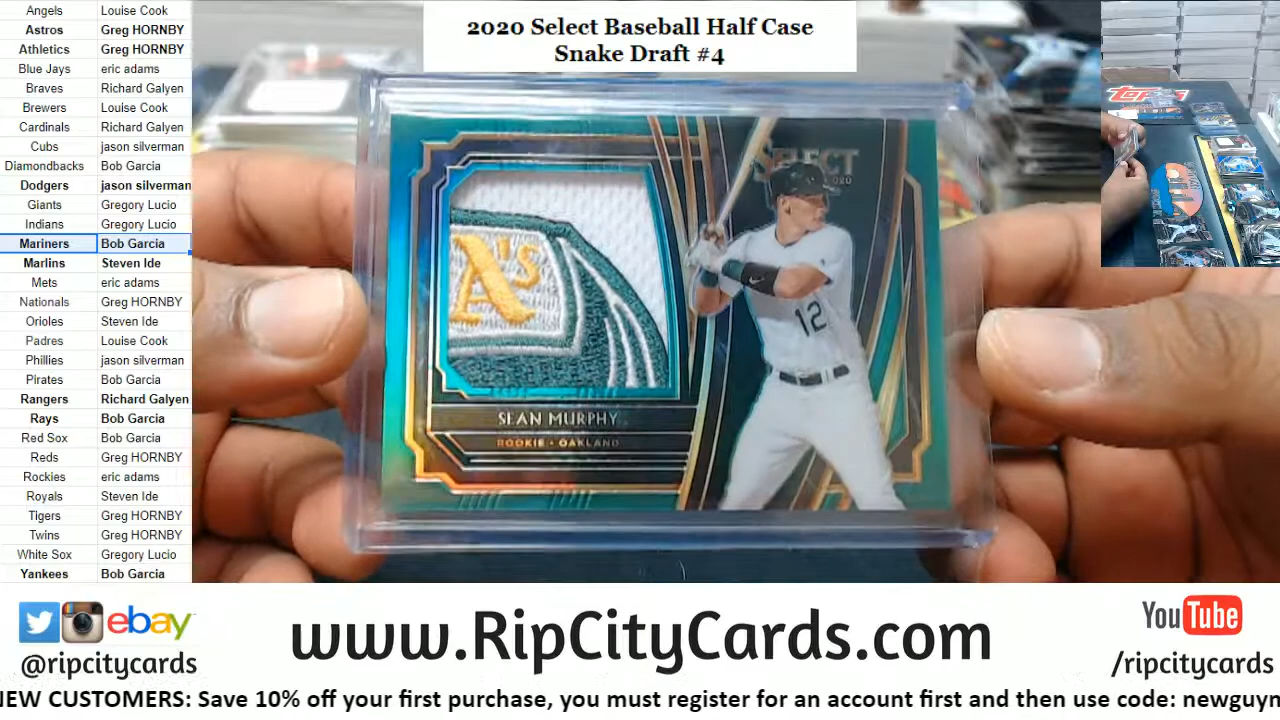 2020 Select Baseball Half Case
Snake Draft #4
Angels Louise Cook
Astros Greg HORNBY
Athletics Greg HORNBY
Blue Jays eric adams
Braves Richard Galyen
Brewers Louise Cook
Cardinals Richard Galyen
Cubs jason silverman
Diamondbacks Bob Garcia
Dodgers jason silverman
Giants Gregory Lucio
Indians Gregory Lucio
Mariners Bob Garcia
Marlins Steven Ide
Mets eric adams
Nationals Greg HORNBY
Orioles Steven Ide
Padres Louise Cook
Phillies jason silverman
Pirates Bob Garcia
Rangers Richard Galyen
Rays Bob Garcia
Red Sox Bob Garcia
Reds Greg HORNBY
Rockies eric adams
Royals Steven Ide
Tigers Greg HORNBY
Twins Greg HORNBY
White Sox Gregory Lucio
Yankees Bob Garcia
SELECT
2020
A's
12
SEAN MURPHY
ROOKIE • OAKLAND
Topps
ebay
@ripcitycards
www.RipCityCards.com
YouTube
/ripcitycards
NEW CUSTOMERS: Save 10% off your first purchase, you must register for an account first and then use code: newguyn